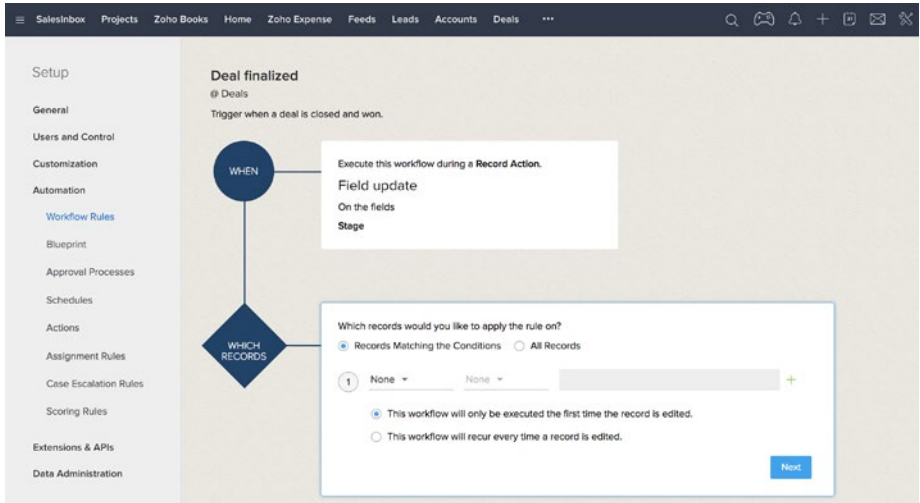 SalesInbox Projects Zoho Books Home Zoho Expense Feeds Leads Accounts Deals ...
Setup
General
Users and Control
Customization
Automation
Workflow Rules
Blueprint
Approval Processes
Schedules
Actions
Assignment Rules
Case Escalation Rules
Scoring Rules
Extensions & APIs
Data Administration
Deal finalized
@ Deals
Trigger when a deal is closed and won.
WHEN
Execute this workflow during a Record Action.
Field update
On the fields
Stage
WHICH
RECORDS
Which records would you like to apply the rule on?
Records Matching the Conditions All Records
1 None None
This workflow will only be executed the first time the record is edited.
This workflow will recur every time a record is edited.
Next